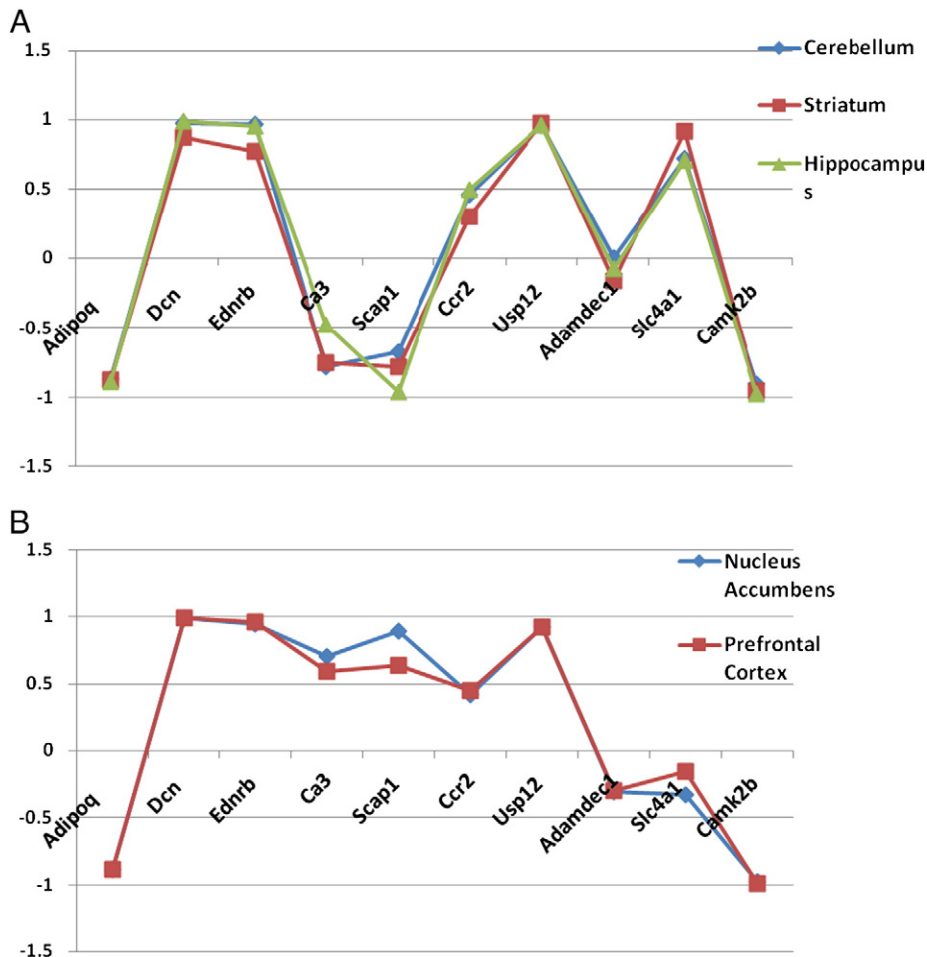 A
1.5
1
0.5
0
-0.5
-1
-1.5
Adipoq
Dcn
Ednrb
Ca3
Scap1
Ccr2
Usp12
Adamdec1
Slc4a1
Camk2b
Cerebellum
Striatum
Hippocampu
s
B
1.5
1
0.5
0
-0.5
-1
-1.5
Adipoq
Dcn
Ednrb
Ca3
Scap1
Ccr2
Usp12
Adamdec1
Slc4a1
Camk2b
Nucleus
Accumbens
Prefrontal
Cortex